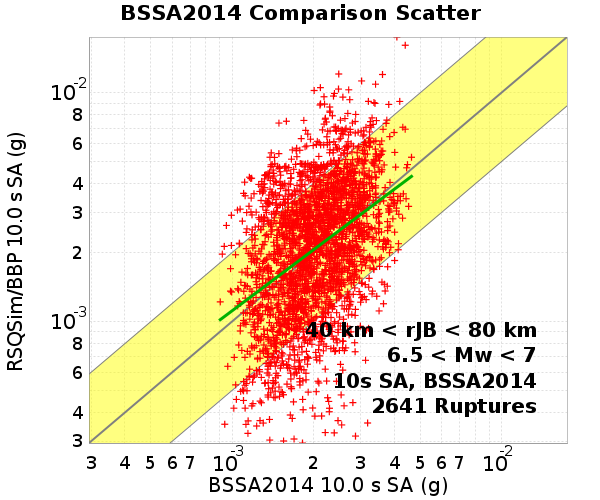 BSSA2014 Comparison Scatter
RSQSim/BBP 10.0 s SA (g)
10-2
8
6
4
3
2
10-3
8
6
4
3
40 km < rJB < 80 km
6.5 < Mw < 7
10s SA, BSSA2014
2641 Ruptures
3 4 5 6 7 10-3 2 3 4 5 6 7 10-2
BSSA2014 10.0 s SA (g)